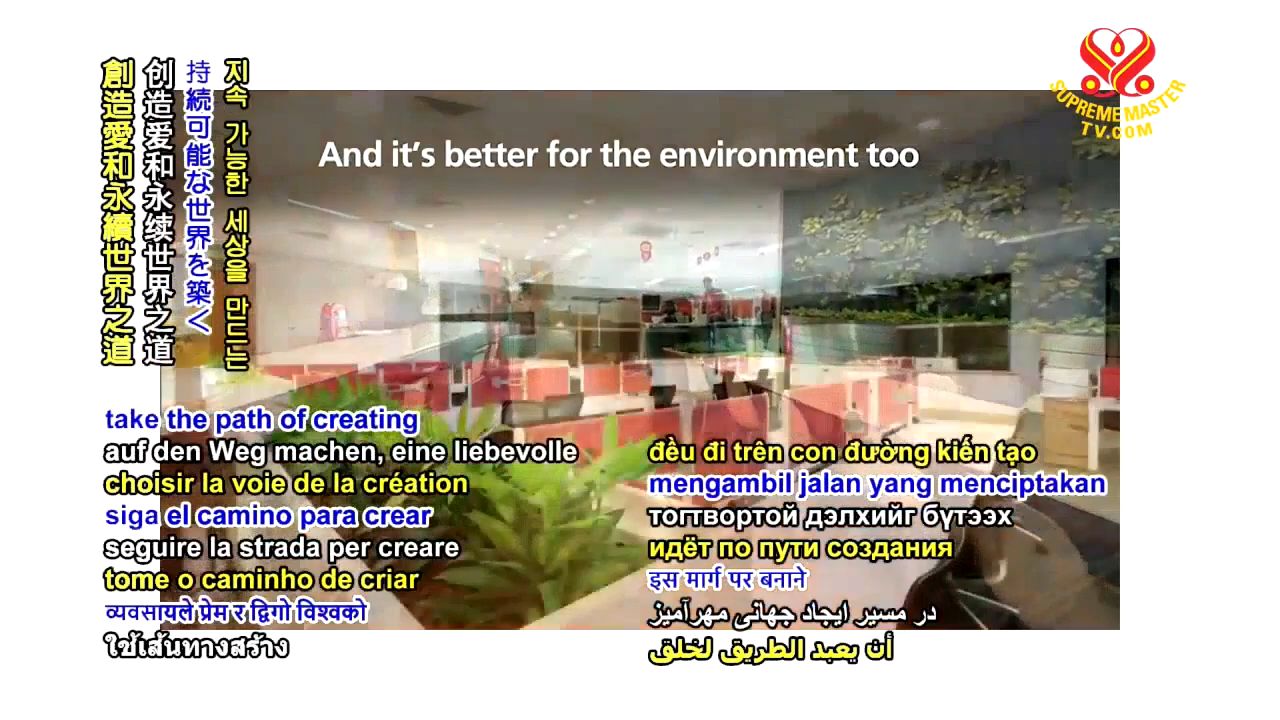 創造愛和永續世界之道
创造爱和永续世界之道
持続可能な世界を築く
지속 가능한 세상을 만드는
SUPREME MASTER
TV.COM
And it's better for the environment too
take the path of creating
auf den Weg machen, eine liebevolle
choisir la voie de la création
siga el camino para crear
seguire la strada per creare
tome o caminho de criar
व्यवसायले प्रेम र द्विगो विश्वको
ใช้เส้นทางสร้าง
đều đi trên con đường kiến tạo
mengambil jalan yang menciptakan
тогтвортой дэлхийг бүтээх
идёт по пути создания
इस मार्ग पर बनाने
در مسیر ایجاد جهانی مهرآمیز
أن يعبد الطريق لخلق